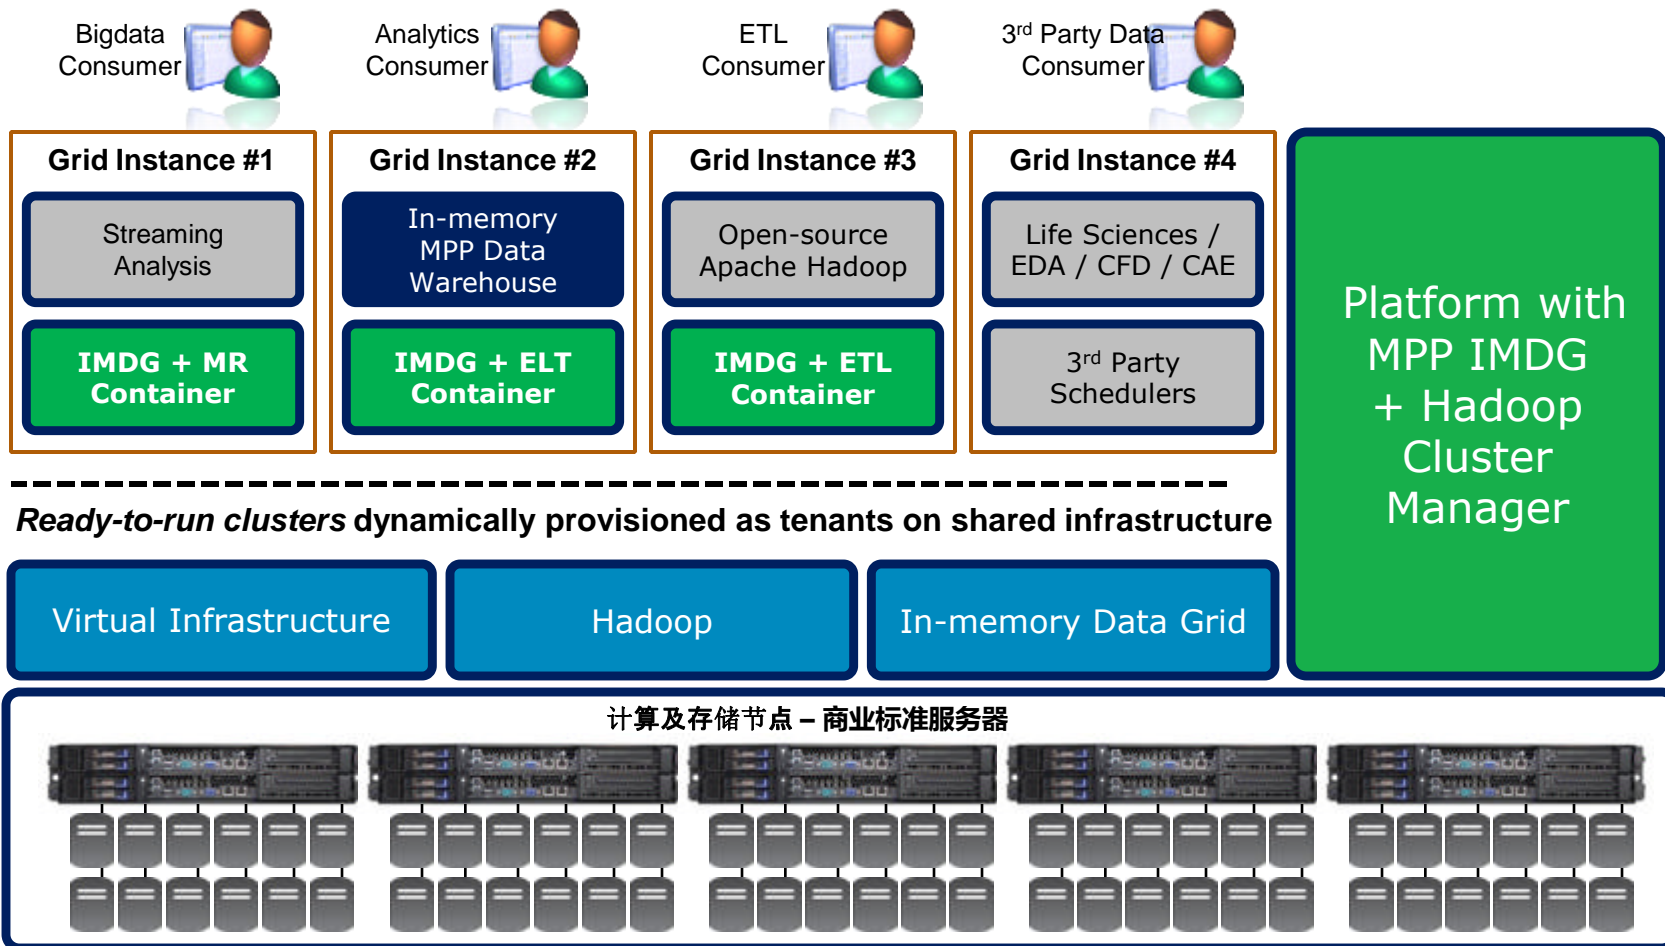 Bigdata
Consumer
Analytics
Consumer
ETL
Consumer
3rd Party Data
Consumer
Grid Instance #1
Streaming
Analysis
IMDG + MR
Container
Grid Instance #2
In-memory
MPP Data
Warehouse
IMDG + ELT
Container
Grid Instance #3
Open-source
Apache Hadoop
IMDG + ETL
Container
Grid Instance #4
Life Sciences /
EDA / CFD / CAE
3rd Party
Schedulers
Platform with
MPP IMDG
+ Hadoop
Cluster
Manager
Ready-to-run clusters dynamically provisioned as tenants on shared infrastructure
Virtual Infrastructure
Hadoop
In-memory Data Grid
计算及存储节点 – 商业标准服务器